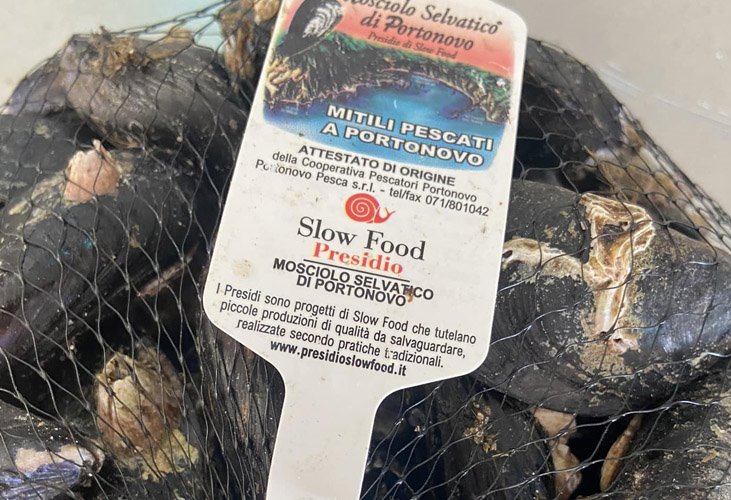 Mosciolo Selvatico
di Portonovo
Presidio di Slow Food
MITILI PESCATI
A PORTONOVO
ATTESTATO DI ORIGINE
della Cooperativa Pescatori Portonovo
Portonovo Pesca s.r.l. - tel/fax 071/801042
Slow Food
Presidio
MOSCIOLO SELVATICO
DI PORTONOVO
I Presidi sono progetti di Slow Food che tutelano
piccole produzioni di qualità da salvaguardare,
realizzate secondo pratiche tradizionali.
www.presidioslowfood.it